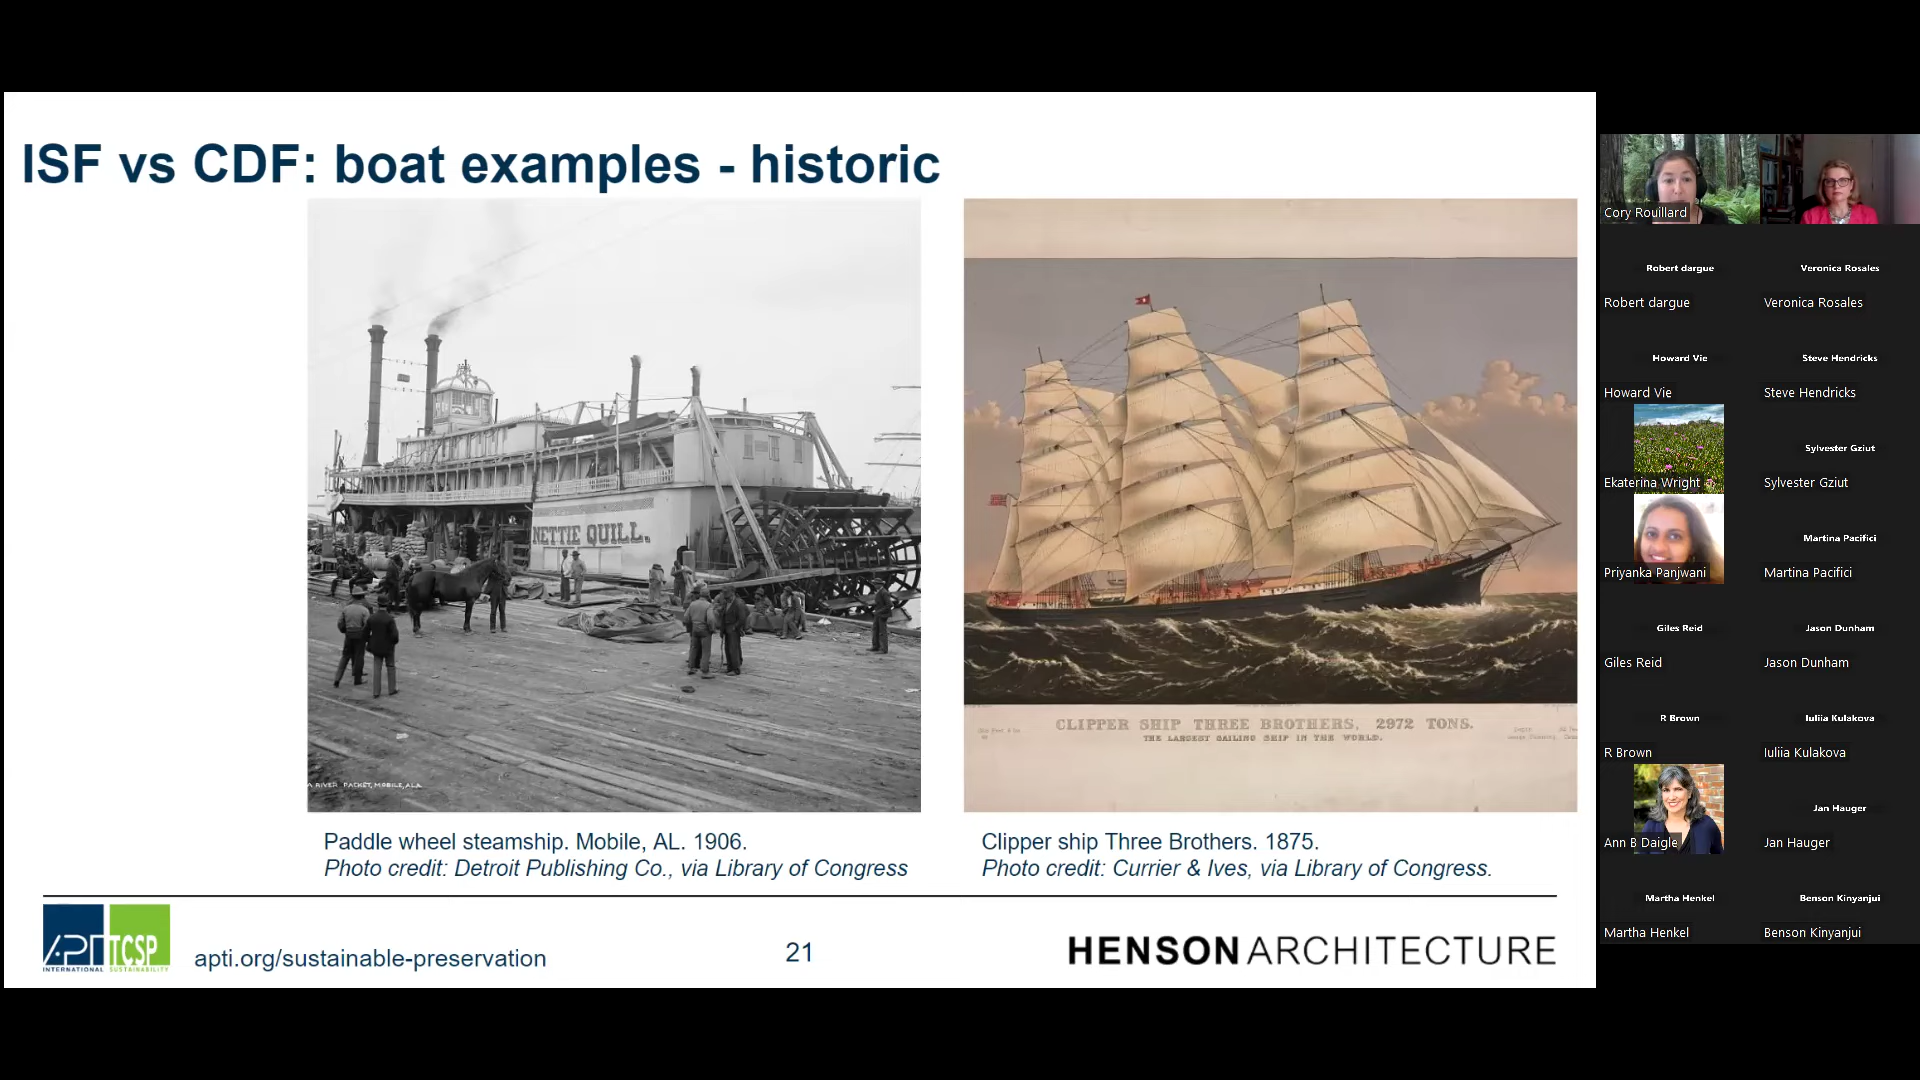 ISF vs CDF: boat examples - historic
NETTIE QUILL.
A RIVER PACKET, MOBILE, ALA.
CLIPPER SHIP THREE BROTHERS, 2972 TONS.
THE LARGEST SAILING SHIP IN THE WORLD.
Paddle wheel steamship. Mobile, AL. 1906.
Photo credit: Detroit Publishing Co., via Library of Congress
Clipper ship Three Brothers. 1875.
Photo credit: Currier & Ives, via Library of Congress.
APTI TCSP
INTERNATIONAL SUSTAINABILITY
apti.org/sustainable-preservation
21
HENSONARCHITECTURE
Cory Rouillard
Robert dargue
Robert dargue
Veronica Rosales
Veronica Rosales
Howard Vie
Howard Vie
Steve Hendricks
Steve Hendricks
Ekaterina Wright
Sylvester Gziut
Sylvester Gziut
Priyanka Panjwani
Martina Pacifici
Martina Pacifici
Giles Reid
Giles Reid
Jason Dunham
Jason Dunham
R Brown
R Brown
Iuliia Kulakova
Iuliia Kulakova
Ann B Daigle
Jan Hauger
Jan Hauger
Martha Henkel
Martha Henkel
Benson Kinyanjui
Benson Kinyanjui